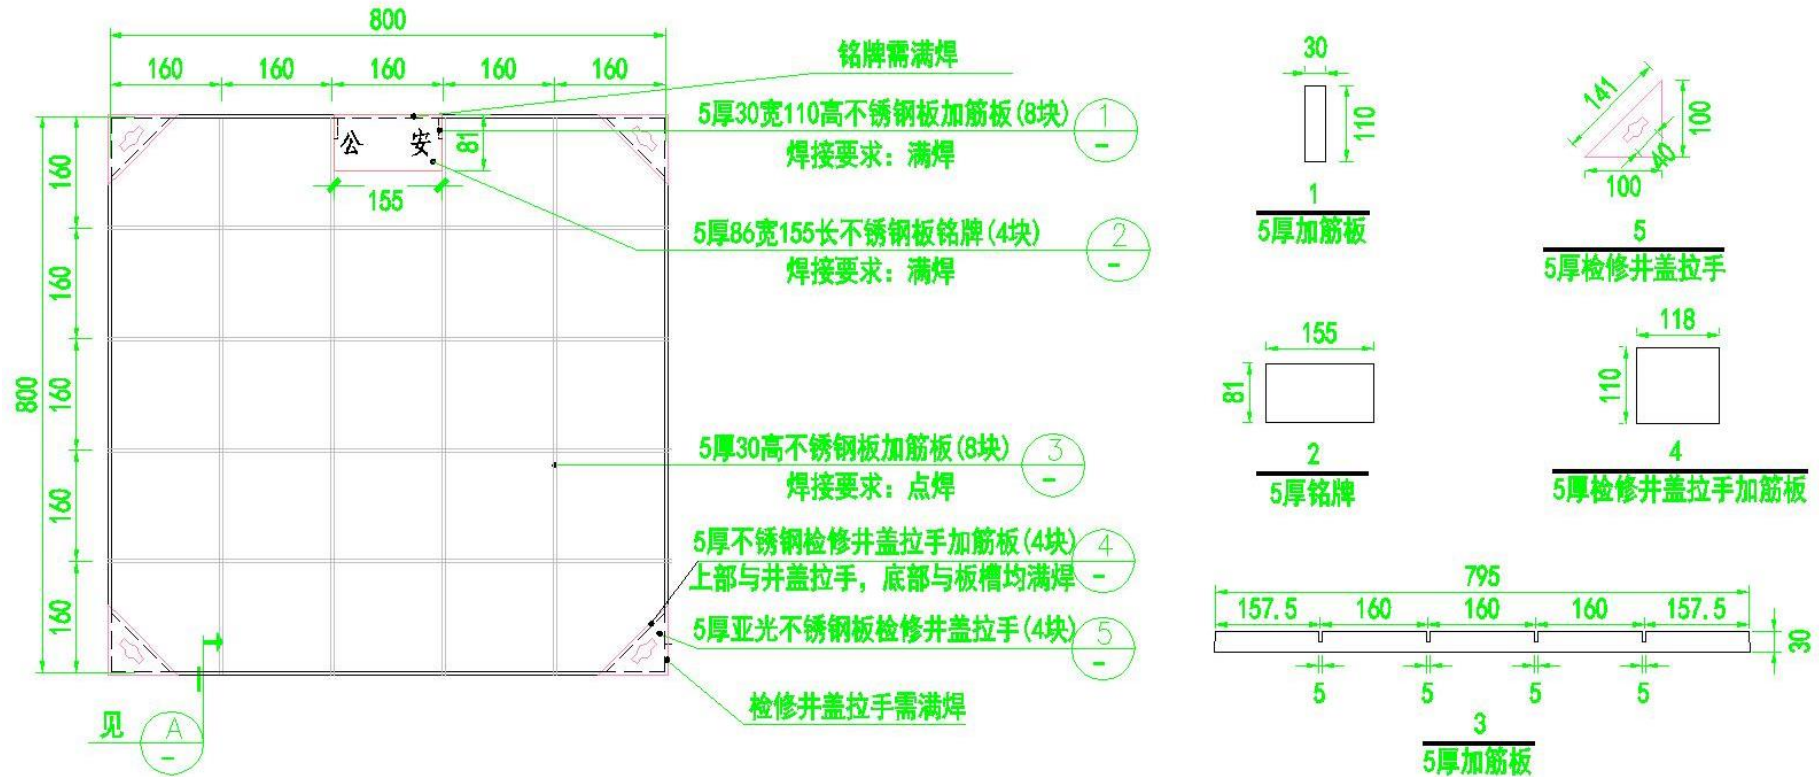 800
160 160 160 160 160
800
160
160
160
160
160
公 安
81
155
铭牌需满焊
5厚30宽110高不锈钢板加筋板(8块)
焊接要求：满焊
1
-
5厚86宽155长不锈钢板铭牌(4块)
焊接要求：满焊
2
-
5厚30高不锈钢板加筋板(8块)
焊接要求：点焊
3
-
5厚不锈钢检修井盖拉手加筋板(4块)
上部与井盖拉手，底部与板槽均满焊
4
-
5厚亚光不锈钢板检修井盖拉手(4块)
5
-
检修井盖拉手需满焊
见
A
-
1
30
110
1
5厚加筋板
141
100
40
100
5
5厚检修井盖拉手
155
81
2
5厚铭牌
118
110
4
5厚检修井盖拉手加筋板
795
157.5 160 160 160 157.5
30
5 5 5 5
3
5厚加筋板